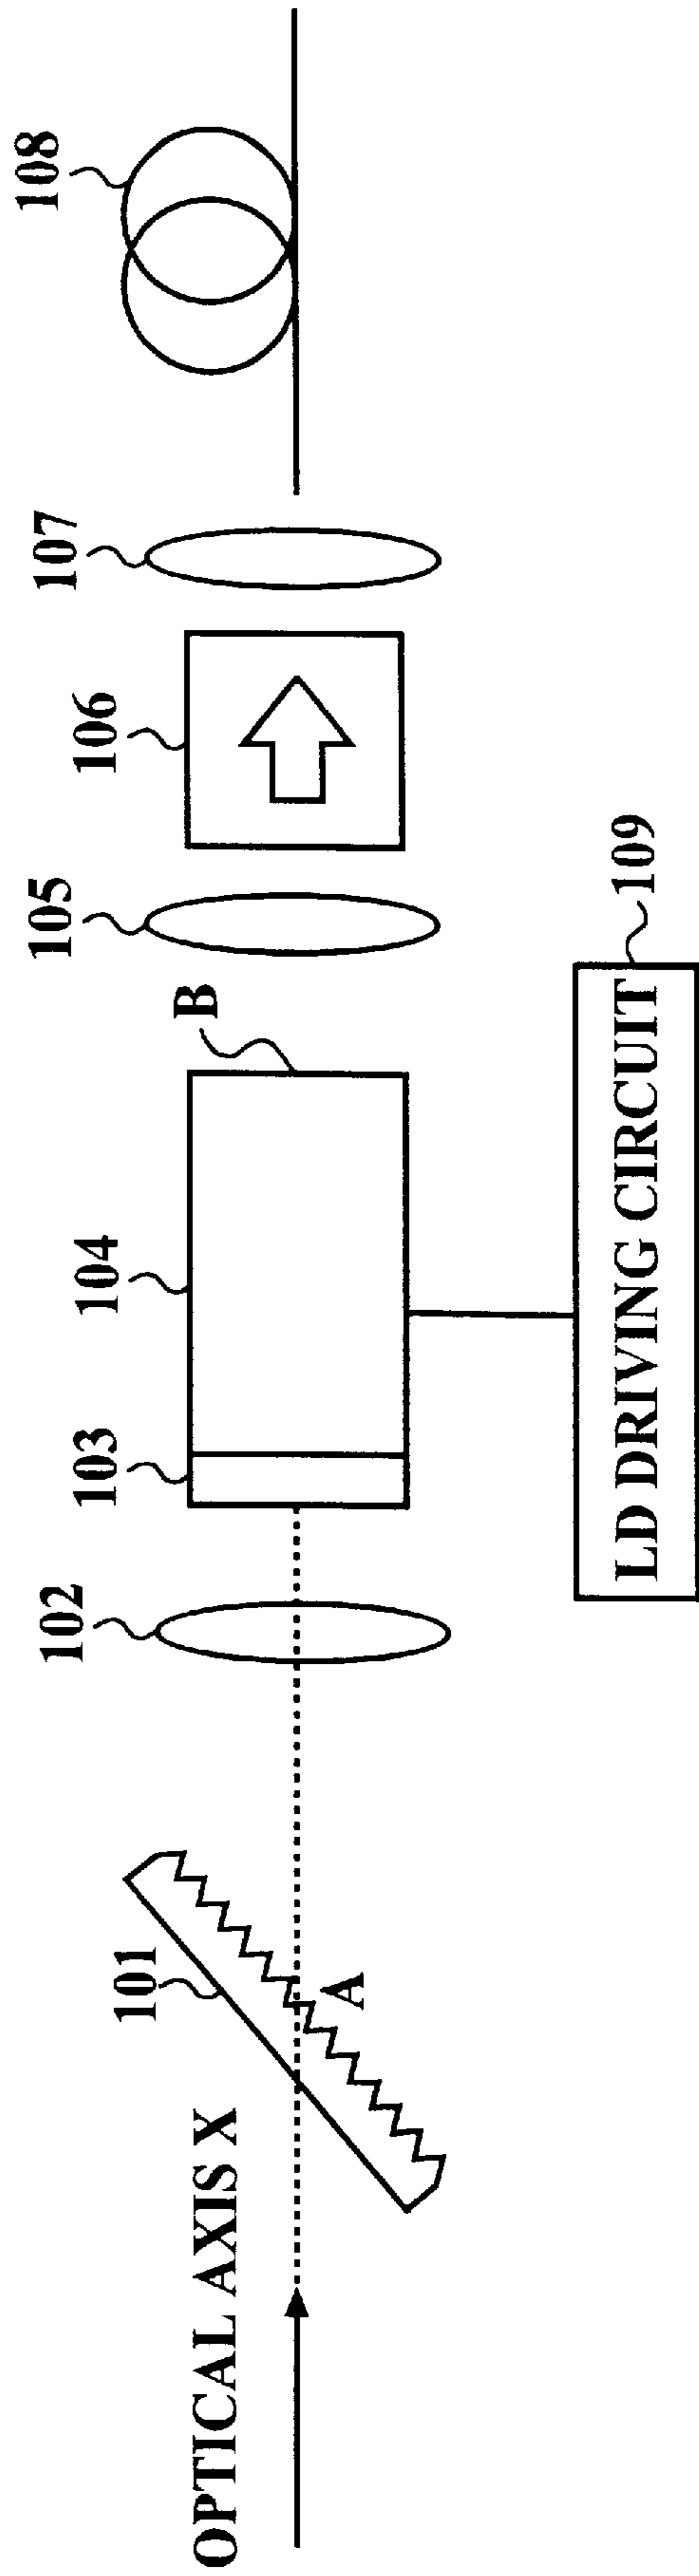 OPTICAL AXIS X
101
A
102
103
104
B
105
106
107
108
LD DRIVING CIRCUIT
109